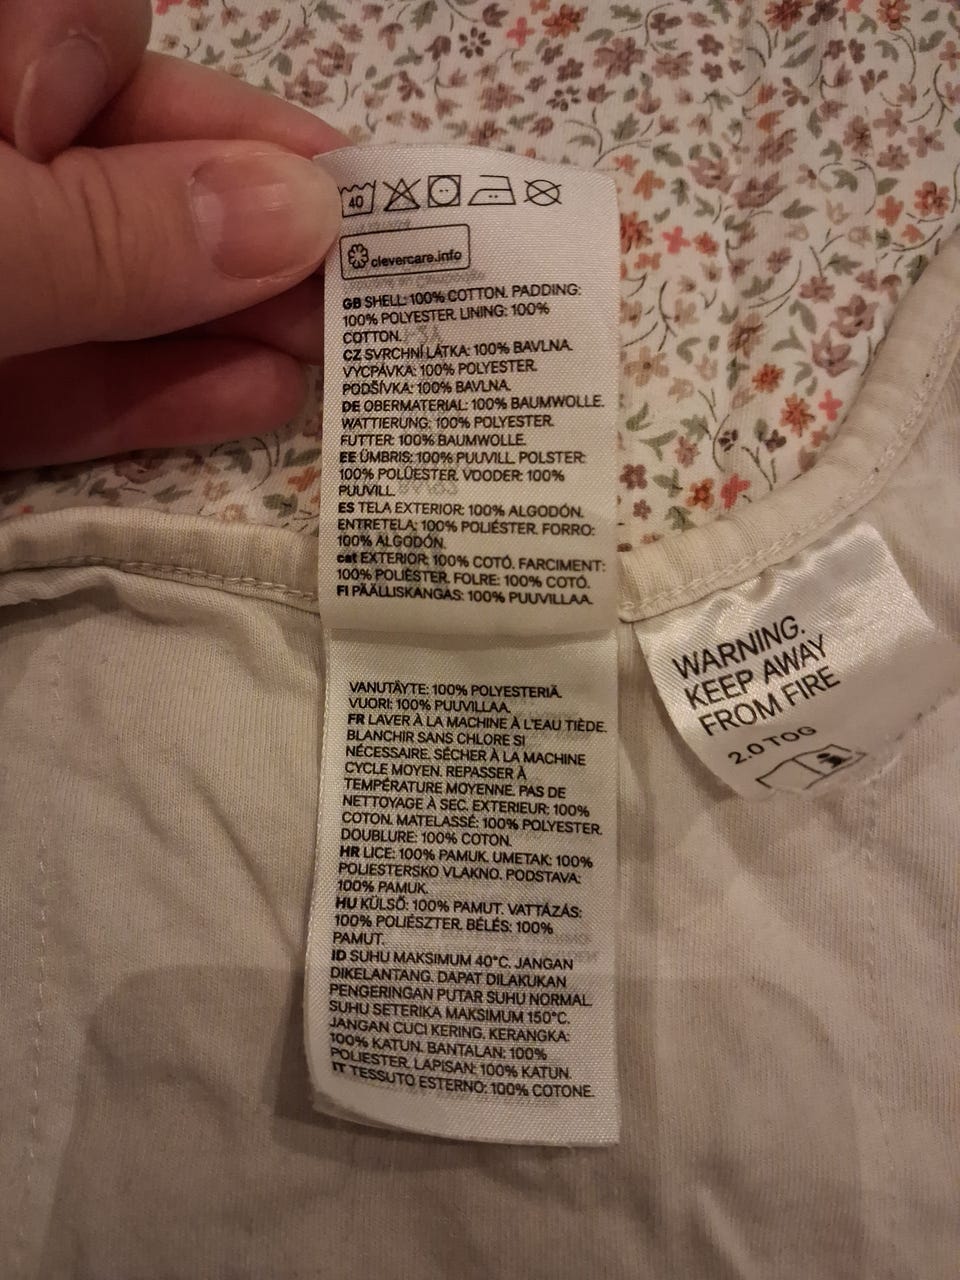 40
clevercare.info
GB SHELL: 100% COTTON. PADDING:
100% POLYESTER. LINING: 100%
COTTON.
CZ SVRCHNÍ LÁTKA: 100% BAVLNA.
VÝCPÁVKA: 100% POLYESTER.
PODŠÍVKA: 100% BAVLNA.
DE OBERMATERIAL: 100% BAUMWOLLE.
WATTIERUNG: 100% POLYESTER.
FUTTER: 100% BAUMWOLLE.
EE ÜMBRIS: 100% PUUVILL. POLSTER:
100% POLÜESTER. VOODER: 100%
PUUVILL.
ES TELA EXTERIOR: 100% ALGODÓN.
ENTRETELA: 100% POLIÉSTER. FORRO:
100% ALGODÓN.
cat EXTERIOR: 100% COTÓ. FARCIMENT:
100% POLIÈSTER. FOLRE: 100% COTÓ.
FI PÄÄLLISKANGAS: 100% PUUVILLAA.
VANUTÄYTE: 100% POLYESTERIÄ.
VUORI: 100% PUUVILLAA.
FR LAVER À LA MACHINE À L'EAU TIÈDE.
BLANCHIR SANS CHLORE SI
NÉCESSAIRE. SÉCHER À LA MACHINE
CYCLE MOYEN. REPASSER À
TEMPÉRATURE MOYENNE. PAS DE
NETTOYAGE À SEC. EXTERIEUR: 100%
COTON. MATELASSÉ: 100% POLYESTER.
DOUBLURE: 100% COTON.
HR LICE: 100% PAMUK. UMETAK: 100%
POLIESTERSKO VLAKNO. PODSTAVA:
100% PAMUK.
HU KÜLSŐ: 100% PAMUT. VATTÁZÁS:
100% POLIÉSZTER. BÉLÉS: 100%
PAMUT.
ID SUHU MAKSIMUM 40°C. JANGAN
DIKELANTANG. DAPAT DILAKUKAN
PENGERINGAN PUTAR SUHU NORMAL.
SUHU SETERIKA MAKSIMUM 150°C.
JANGAN CUCI KERING. KERANGKA:
100% KATUN. BANTALAN: 100%
POLIESTER. LAPISAN: 100% KATUN.
IT TESSUTO ESTERNO: 100% COTONE.
WARNING.
KEEP AWAY
FROM FIRE
2.0 TOG